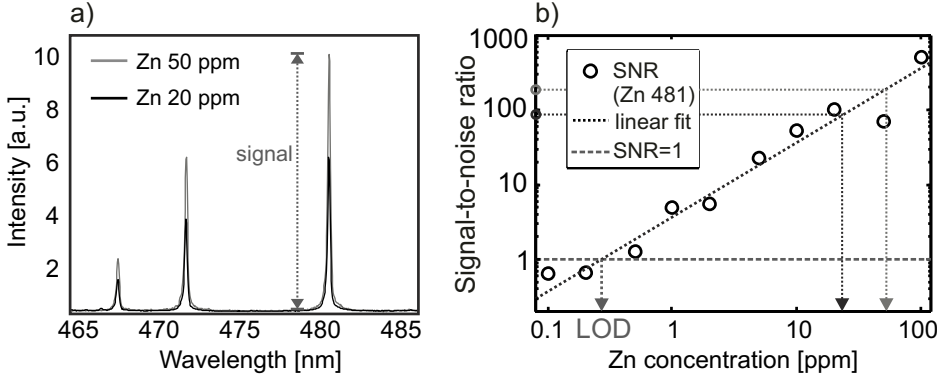 a)
Intensity [a.u.]
10
8
6
4
2
Zn 50 ppm
Zn 20 ppm
signal
465
470
475
480
485
Wavelength [nm]
b)
Signal-to-noise ratio
1000
100
10
1
SNR
(Zn 481)
linear fit
SNR=1
0.1
LOD
1
10
100
Zn concentration [ppm]